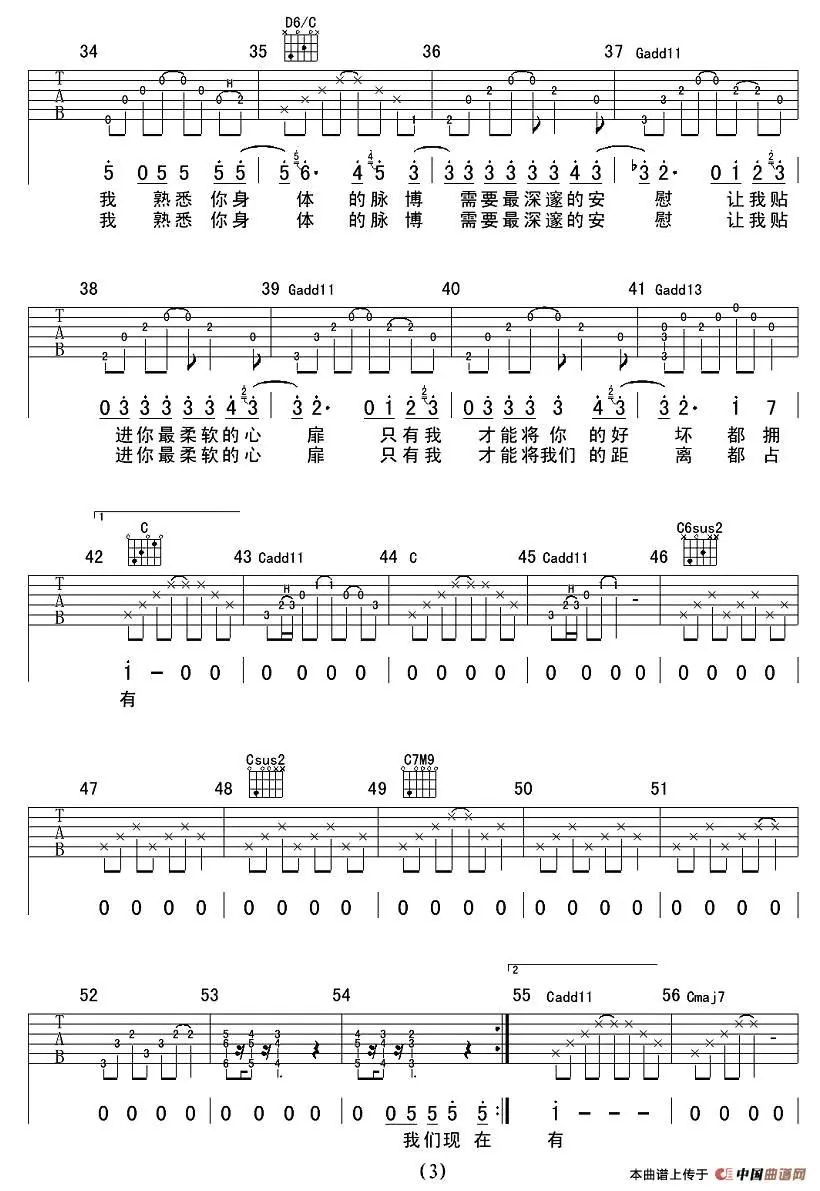 34 D6/C 35 36 37 Gadd11
5 0 5 5 5 5 5 6· 4 5 3 3 3 3 3 3 3 4 3 ♭3 2· 0 1 2 3
我 熟悉 你身 体 的脉 博 需要最深邃的安 慰 让我贴
我 熟悉 你身 体 的脉 博 需要最深邃的安 慰 让我贴
38 39 Gadd11 40 41 Gadd13
0 3 3 3 3 3 4 3 3 2· 0 1 2 3 0 3 3 3 3 4 3 3 2· 1 7
进你最柔软的心 扉 只有我 才能将你 的好 坏 都 拥
进你最柔软的心 扉 只有我 才能将我们 的距 离 都 占
1
42 C 43 Cadd11 44 C 45 Cadd11 46 C6sus2
1 - 0 0 0 0 0 0 0 0 0 0 0 0 0 0 0 0 0 0
有
47 48 Csus2 49 C7M9 50 51
0 0 0 0 0 0 0 0 0 0 0 0 0 0 0 0 0 0 0 0
2
52 53 54 55 Cadd11 56 Cmaj7
0 0 0 0 0 0 0 0 0 0 5 5 5 5 1 - - - 0 0 0 0
我们现 在 有
(3)
本曲谱上传于 中国曲谱网